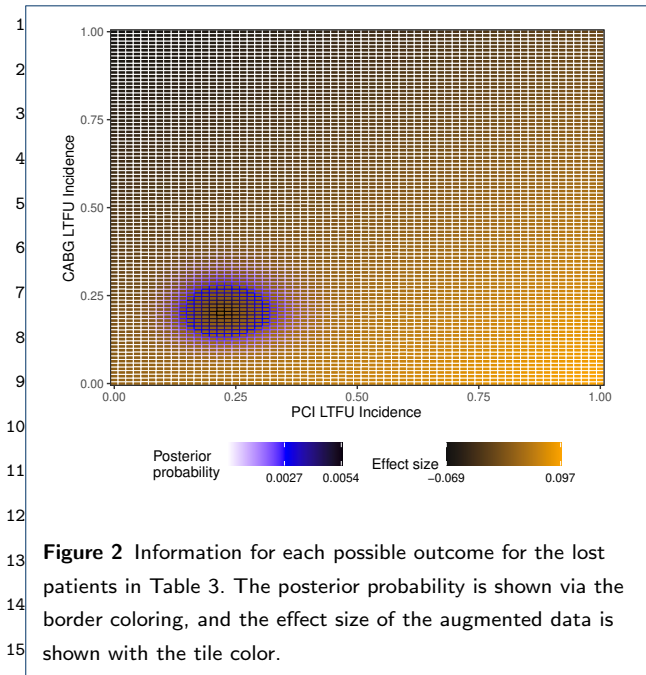 1
2
3
4
5
6
7
8
9
10
11
12
13
14
15
1.00
0.75
0.50
0.25
0.00
CABG LTFU Incidence
0.00 0.25 0.50 0.75 1.00
PCI LTFU Incidence
Posterior
probability
0.0027 0.0054
Effect size
−0.069 0.097
Figure 2 Information for each possible outcome for the lost
patients in Table 3. The posterior probability is shown via the
border coloring, and the effect size of the augmented data is
shown with the tile color.